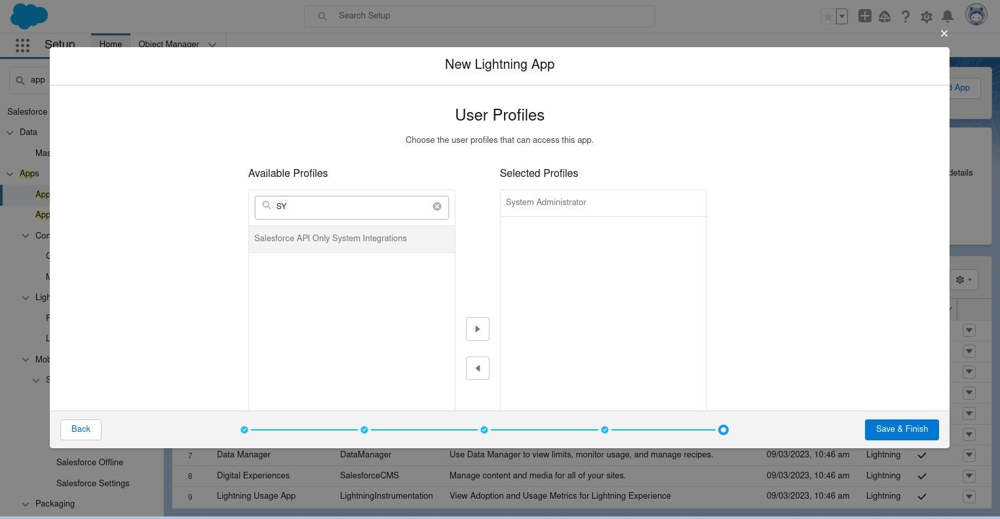 Search Setup
Setup
Home
Object Manager
New Lightning App
app
d App
User Profiles
Salesforce
Data
Choose the user profiles that can access this app.
Mas
Apps
Available Profiles
Selected Profiles
details
App
SY
System Administrator
App
Con
Salesforce API Only System Integrations
C
M
Ligh
F
L
Mob
S
Back
Save & Finish
7 Data Manager DataManager Use Data Manager to view limits, monitor usage, and manage recipes. 09/03/2023, 10:46 am Lightning
Salesforce Offline
8 Digital Experiences SalesforceCMS Manage content and media for all of your sites. 09/03/2023, 10:46 am Lightning
Salesforce Settings
9 Lightning Usage App LightningInstrumentation View Adoption and Usage Metrics for Lightning Experience 09/03/2023, 10:46 am Lightning
Packaging